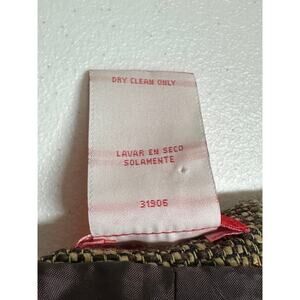 DRY CLEAN ONLY
LAVAR EN SECO
SOLAMENTE
31906